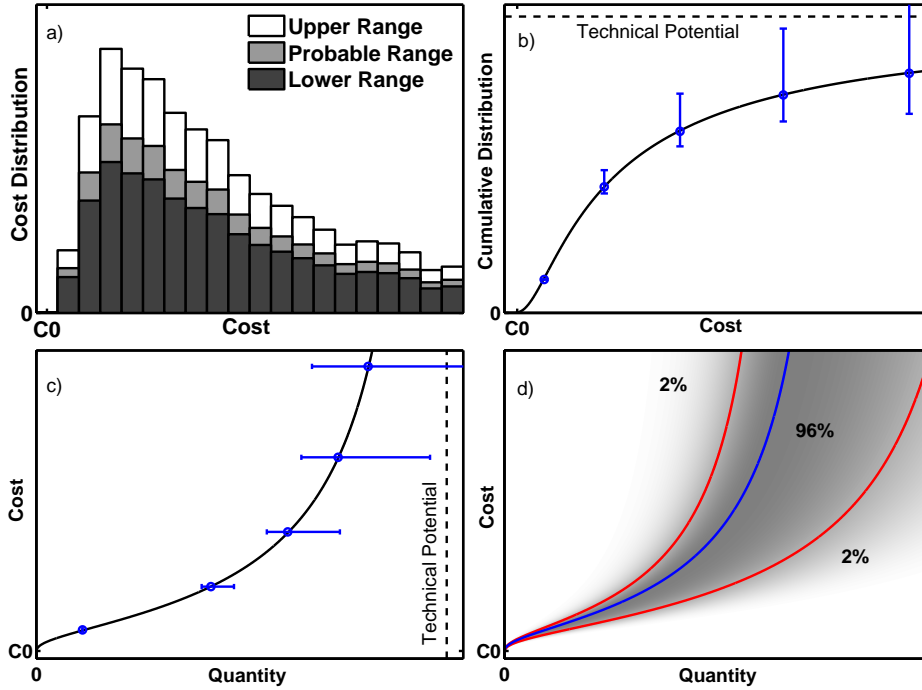 a)
Upper Range
Probable Range
Lower Range
Cost Distribution
0
C0
Cost
b)
Technical Potential
Cumulative Distribution
0
C0
Cost
c)
Technical Potential
Cost
C0
0
Quantity
d)
2%
96%
2%
Cost
C0
0
Quantity